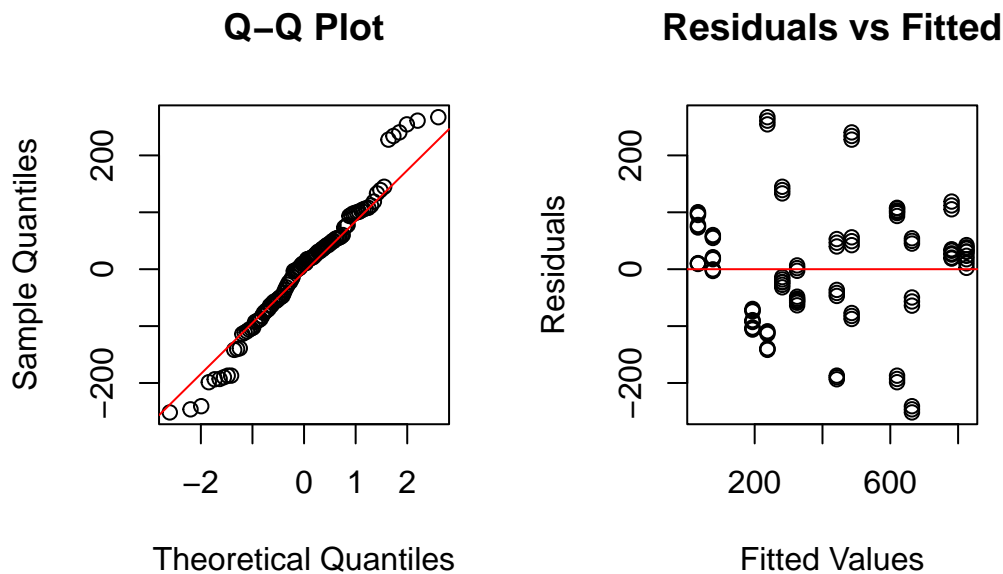 Q−Q Plot
Sample Quantiles
200
0
−200
−2
0
1
2
Theoretical Quantiles
Residuals vs Fitted
Residuals
200
0
−200
200
600
Fitted Values